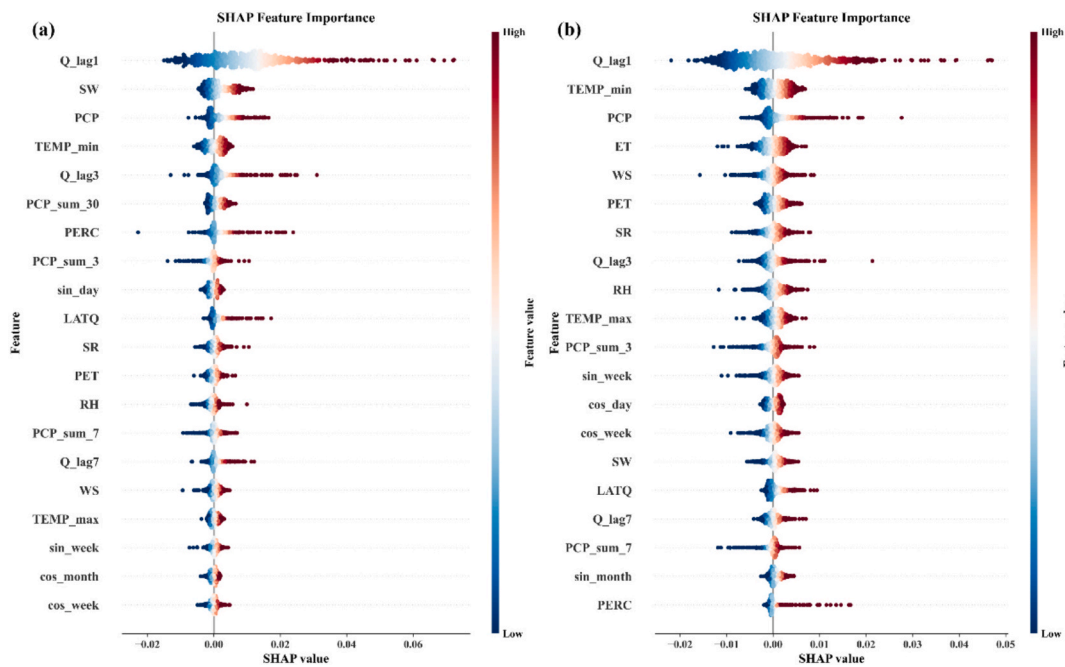 SHAP Feature Importance
(a)
High
Q_lag1
SW
PCP
TEMP_min
Q_lag3
PCP_sum_30
PERC
PCP_sum_3
sin_day
LATQ
SR
PET
RH
PCP_sum_7
Q_lag7
WS
TEMP_max
sin_week
cos_month
cos_week
Feature
Feature value
Low
−0.02 0.00 0.02 0.04 0.06
SHAP value
SHAP Feature Importance
(b)
High
Q_lag1
TEMP_min
PCP
ET
WS
PET
SR
Q_lag3
RH
TEMP_max
PCP_sum_3
sin_week
cos_day
cos_week
SW
LATQ
Q_lag7
PCP_sum_7
sin_month
PERC
Feature
Low
−0.02 −0.01 0.00 0.01 0.02 0.03 0.04 0.05
SHAP value